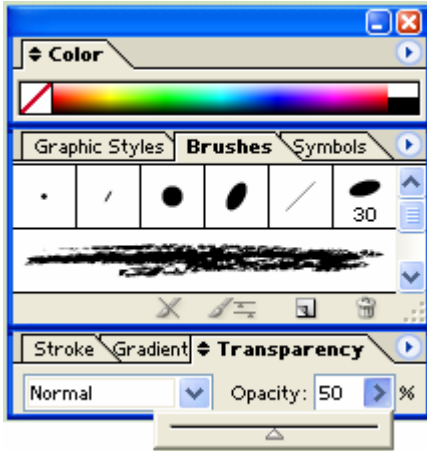 Color
Graphic Styles Brushes Symbols
30
Stroke Gradient Transparency
Normal Opacity: 50 %